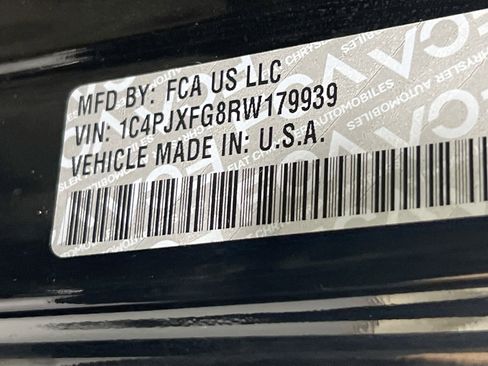 MFD BY: FCA US LLC
VIN: 1C4PJXFG8RW179939
VEHICLE MADE IN: U.S.A.